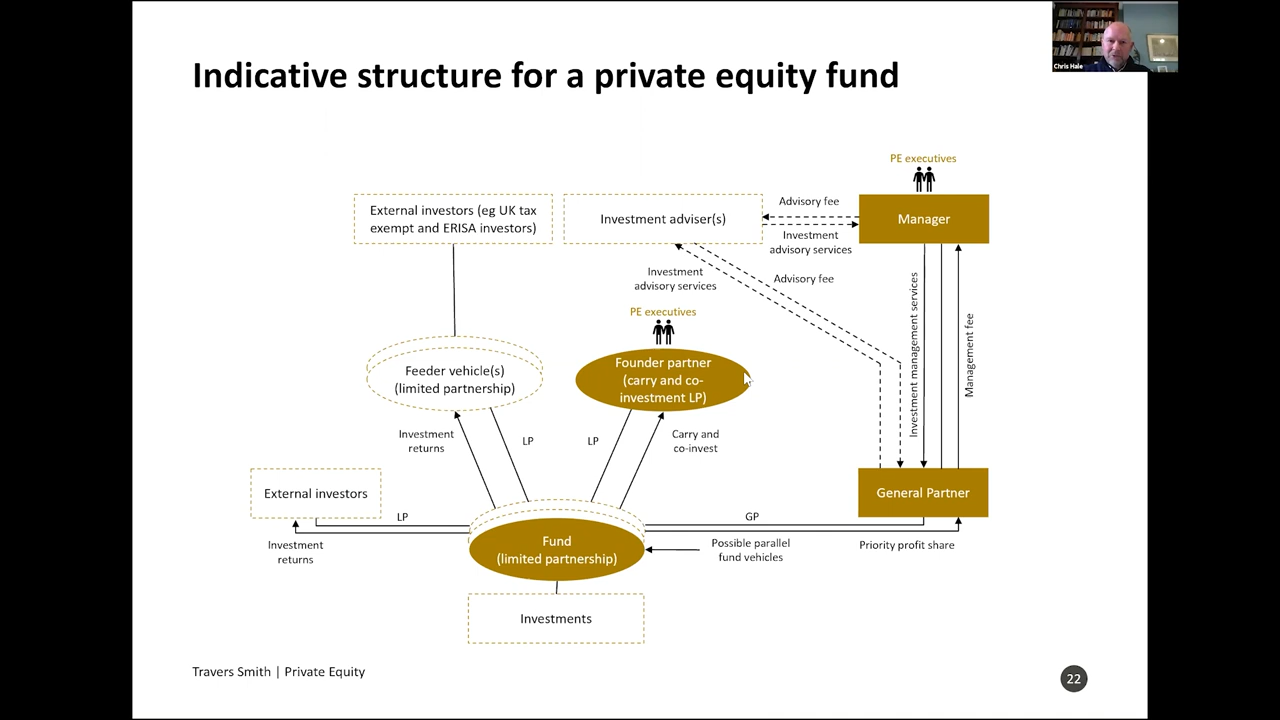 Chris Hale
Indicative structure for a private equity fund
PE executives
External investors (eg UK tax
exempt and ERISA investors)
Investment adviser(s)
Advisory fee
Investment
advisory services
Manager
Investment
advisory services
Advisory fee
PE executives
Feeder vehicle(s)
(limited partnership)
Founder partner
(carry and co-
investment LP)
Investment management services
Management fee
Investment
returns
LP
LP
Carry and
co-invest
External investors
General Partner
LP
GP
Investment
returns
Fund
(limited partnership)
Possible parallel
fund vehicles
Priority profit share
Investments
Travers Smith | Private Equity
22